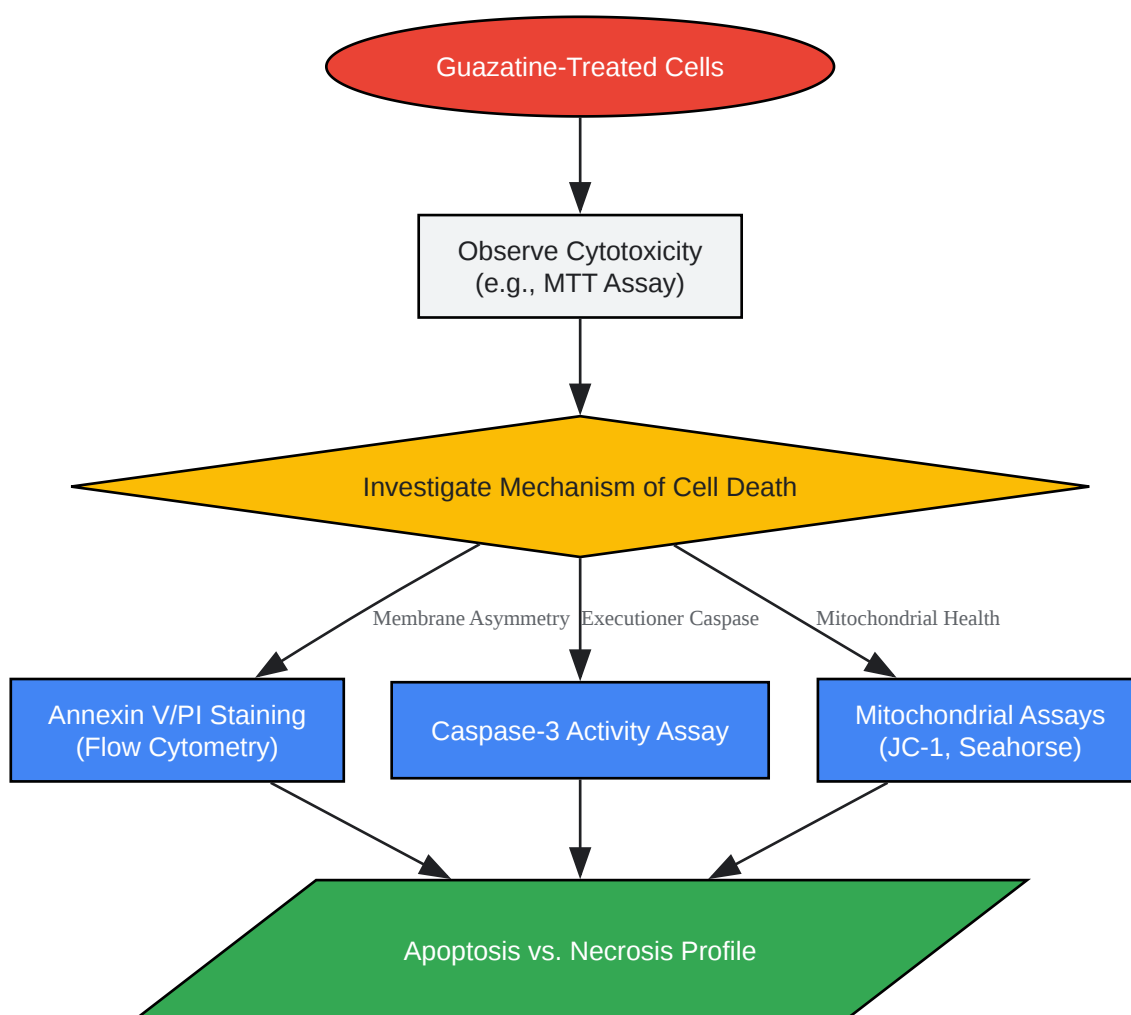 Guazatine-Treated Cells
Observe Cytotoxicity
(e.g., MTT Assay)
Investigate Mechanism of Cell Death
Membrane Asymmetry
Executioner Caspase
Mitochondrial Health
Annexin V/PI Staining
(Flow Cytometry)
Caspase-3 Activity Assay
Mitochondrial Assays
(JC-1, Seahorse)
Apoptosis vs. Necrosis Profile